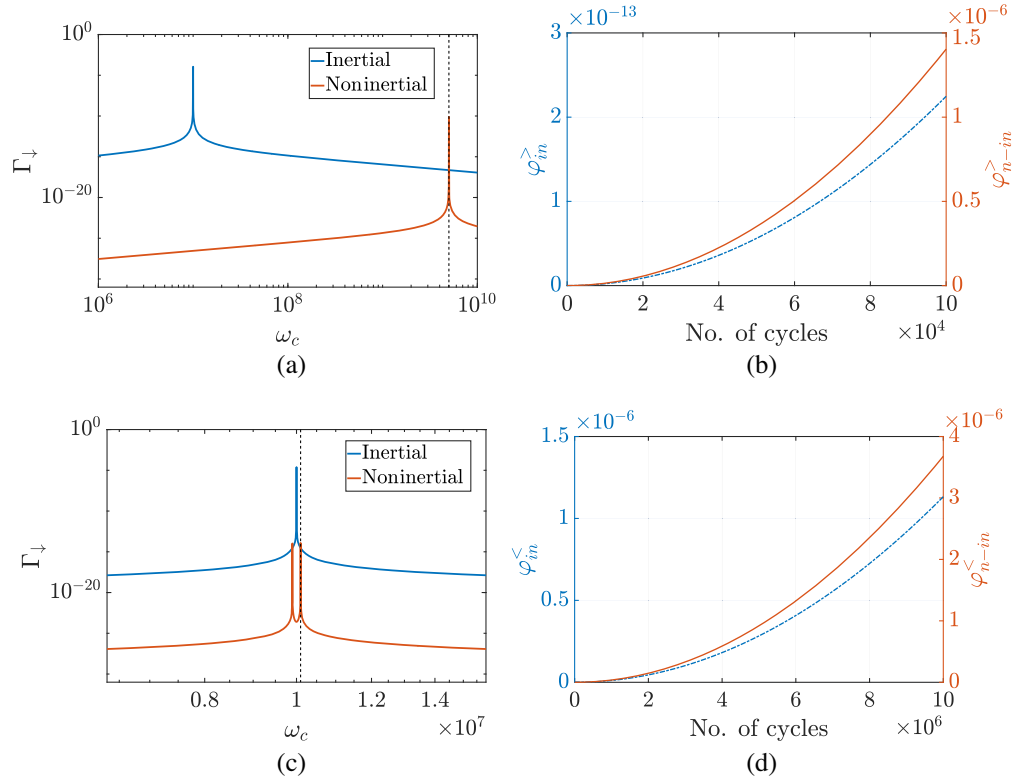 10^0
Inertial
Noninertial
Γ↓
10^-20
10^6
10^8
10^10
ω_c
(a)
×10^-13
×10^-6
3
2
1
0
φ^>_in
1.5
1
0.5
0
φ^>_n-in
0
2
4
6
8
10
No. of cycles
×10^4
(b)
10^0
Inertial
Noninertial
Γ↓
10^-20
0.8
1
1.2
1.4
×10^7
ω_c
(c)
×10^-6
×10^-6
1.5
1
0.5
0
φ^<_in
4
3
2
1
0
φ^<_n-in
0
2
4
6
8
10
No. of cycles
×10^6
(d)